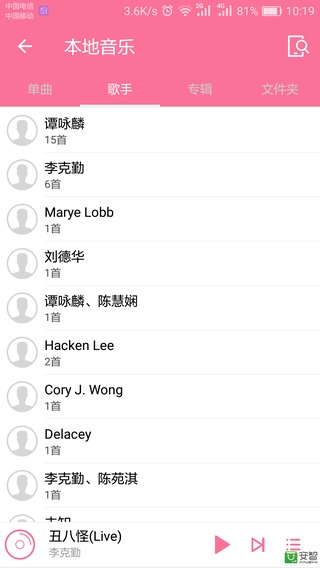 中国电信
中国移动
3.6K/s 2G 4G 81% 10:19
本地音乐
单曲 歌手 专辑 文件夹
谭咏麟
15首
李克勤
6首
Marye Lobb
1首
刘德华
1首
谭咏麟、陈慧娴
1首
Hacken Lee
2首
Cory J. Wong
1首
Delacey
1首
李克勤、陈苑淇
1首
丑八怪(Live)
李克勤
安智